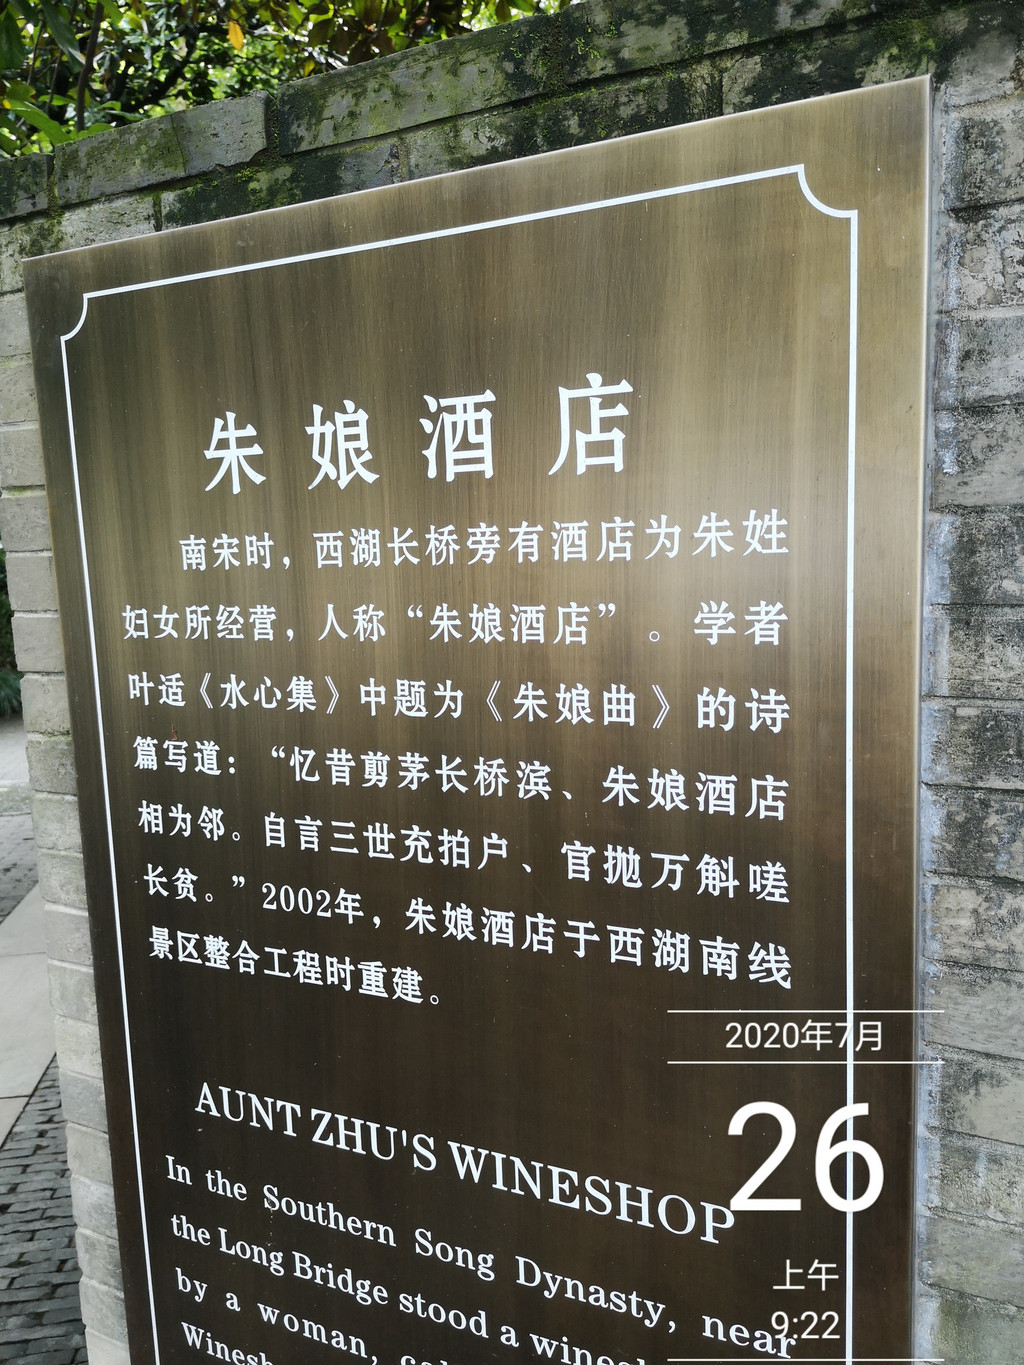 朱娘酒店
南宋时，西湖长桥旁有酒店为朱姓
妇女所经营，人称“朱娘酒店”。学者
叶适《水心集》中题为《朱娘曲》的诗
篇写道：“忆昔剪茅长桥滨、朱娘酒店
相为邻。自言三世充拍户、官抛万斛嗟
长贫。”2002年，朱娘酒店于西湖南线
景区整合工程时重建。
AUNT ZHU'S WINESHOP
In the Southern Song Dynasty, near
the Long Bridge stood a
by a woman,
2020年7月
26
上午
9:22